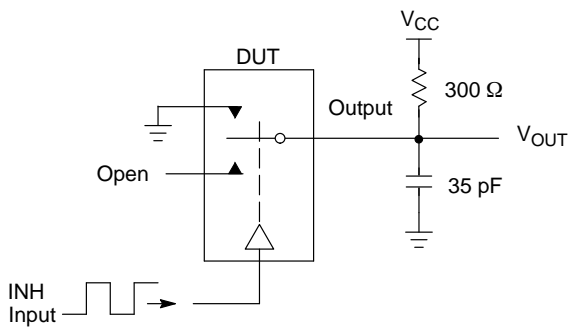 V_CC
DUT
300 Ω
Output
V_OUT
Open
35 pF
INH
Input